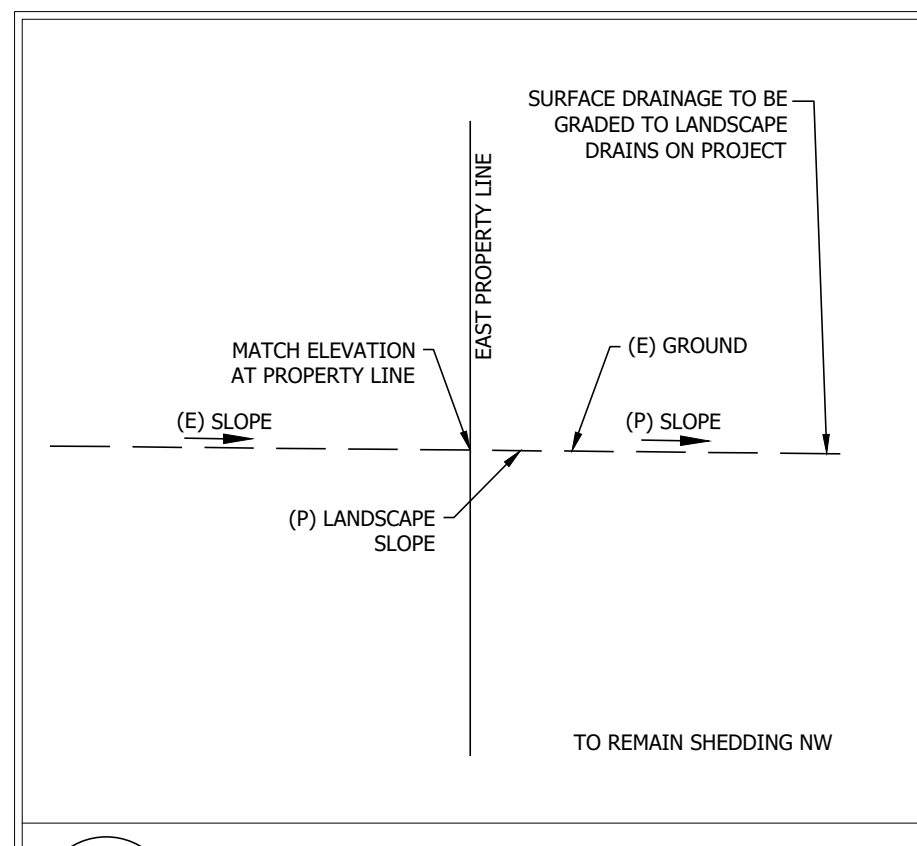 SURFACE DRAINAGE TO BE
GRADED TO LANDSCAPE
DRAINS ON PROJECT
EAST PROPERTY LINE
MATCH ELEVATION
AT PROPERTY LINE
(E) GROUND
(E) SLOPE
(P) SLOPE
(P) LANDSCAPE
SLOPE
TO REMAIN SHEDDING NW